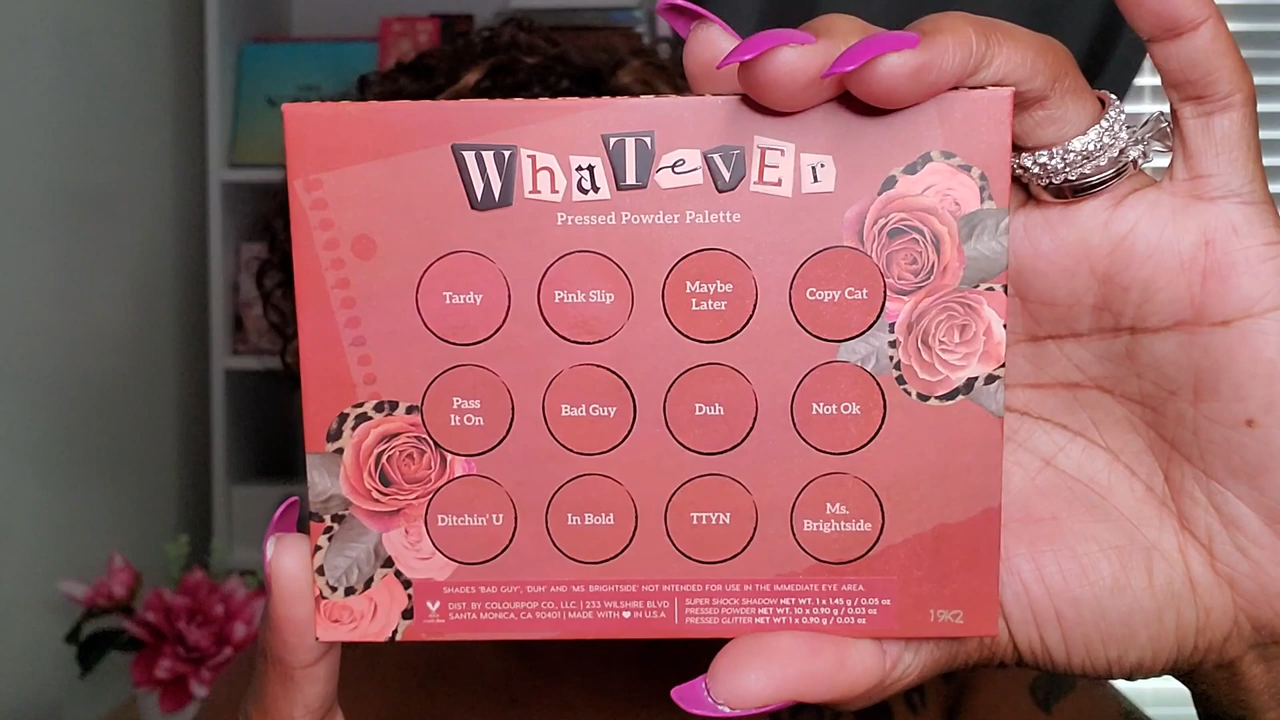 WhaTevEr
Pressed Powder Palette
Tardy
Pink Slip
Maybe
Later
Copy Cat
Pass
It On
Bad Guy
Duh
Not Ok
Ditchin' U
In Bold
TTYN
Ms.
Brightside
SHADES 'BAD GUY', 'DUH' AND 'MS. BRIGHTSIDE' NOT INTENDED FOR USE IN THE IMMEDIATE EYE AREA.
DIST. BY COLOURPOP CO., LLC. | 233 WILSHIRE BLVD
SANTA MONICA, CA 90401 | MADE WITH ❤ IN U.S.A
SUPER SHOCK SHADOW NET WT. 1 x 1.45 g / 0.05 oz
PRESSED POWDER NET WT. 10 x 0.90 g / 0.03 oz
PRESSED GLITTER NET WT 1 x 0.90 g / 0.03 oz
19K2